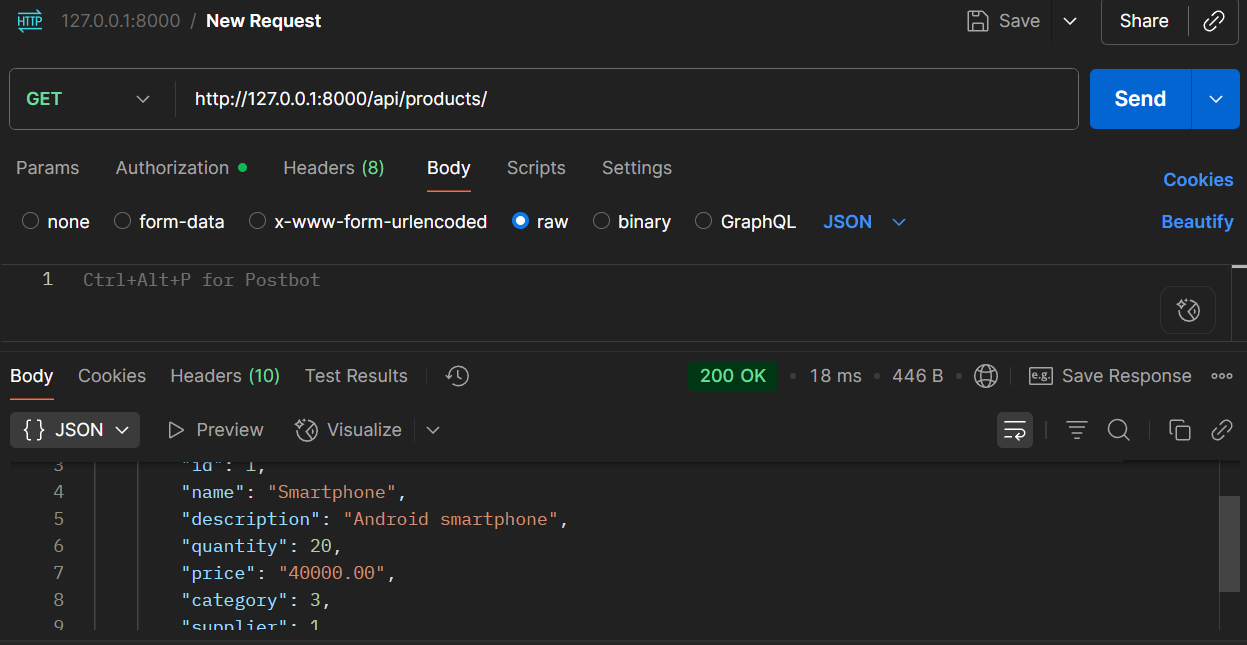 HTTP 127.0.0.1:8000 / New Request Save Share
GET http://127.0.0.1:8000/api/products/ Send
Params Authorization Headers (8) Body Scripts Settings Cookies
none form-data x-www-form-urlencoded raw binary GraphQL JSON Beautify
1 Ctrl+Alt+P for Postbot
Body Cookies Headers (10) Test Results 200 OK • 18 ms • 446 B • e.g. Save Response
{} JSON Preview Visualize
3 "id": 1,
4 "name": "Smartphone",
5 "description": "Android smartphone",
6 "quantity": 20,
7 "price": "40000.00",
8 "category": 3,
9 "supplier": 1